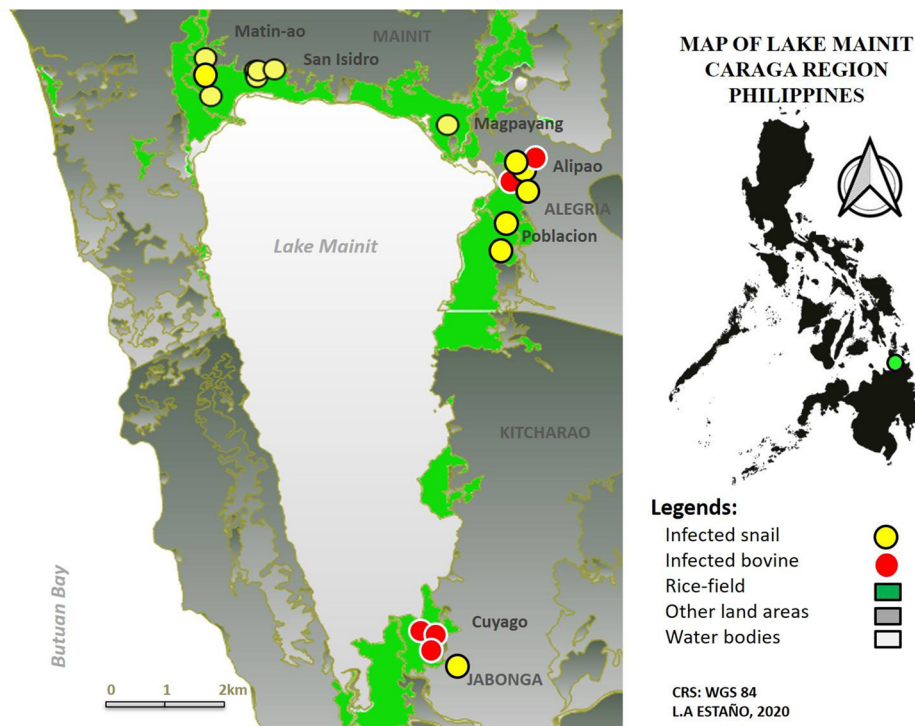 Matin-ao
MAINIT
San Isidro
Magpayang
Alipao
ALEGRIA
Poblacion
Lake Mainit
KITCHARAO
Cuyago
JABONGA
Butuan Bay
0 1 2km
MAP OF LAKE MAINIT
CARAGA REGION
PHILIPPINES
Legends:
Infected snail
Infected bovine
Rice-field
Other land areas
Water bodies
CRS: WGS 84
L.A ESTAÑO, 2020